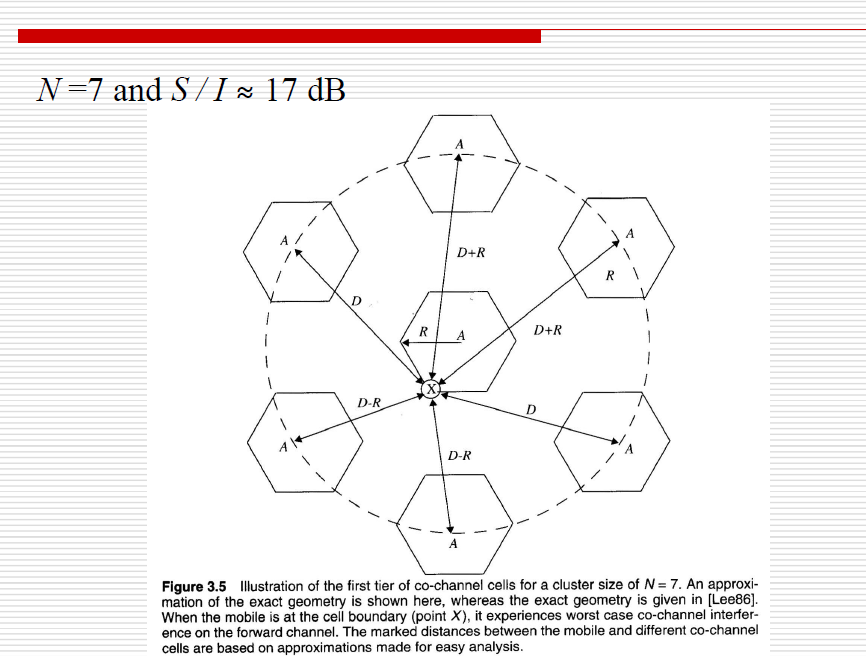 N=7 and S/I ≈ 17 dB
A
A
A
D+R
R
D
R
A
D+R
X
D-R
D
A
D-R
A
A
Figure 3.5 Illustration of the first tier of co-channel cells for a cluster size of N = 7. An approxi-
mation of the exact geometry is shown here, whereas the exact geometry is given in [Lee86].
When the mobile is at the cell boundary (point X), it experiences worst case co-channel interfer-
ence on the forward channel. The marked distances between the mobile and different co-channel
cells are based on approximations made for easy analysis.